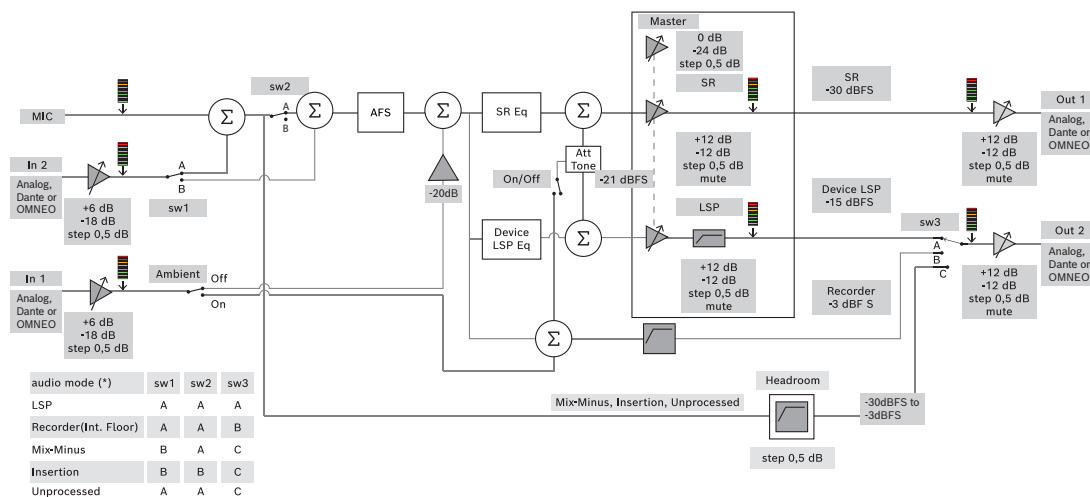 Master
0 dB
-24 dB
step 0,5 dB
SR
SR
-30 dBFS
sw2
A
B
MIC
Σ
Σ
AFS
Σ
SR Eq
Σ
Out 1
Analog,
Dante or
OMNEO
+12 dB
-12 dB
step 0,5 dB
mute
+12 dB
-12 dB
step 0,5 dB
mute
In 2
Analog,
Dante or
OMNEO
A
B
sw1
+6 dB
-18 dB
step 0,5 dB
-20dB
On/Off
Att
Tone
-21 dBFS
Device LSP
-15 dBFS
LSP
Device
LSP Eq
Σ
sw3
A
B
C
Out 2
Analog,
Dante or
OMNEO
+12 dB
-12 dB
step 0,5 dB
mute
+12 dB
-12 dB
step 0,5 dB
mute
In 1
Analog,
Dante or
OMNEO
Ambient
Off
On
+6 dB
-18 dB
step 0,5 dB
Recorder
-3 dBF S
Σ
audio mode (*) sw1 sw2 sw3
LSP A A A
Recorder(Int. Floor) A A B
Mix-Minus B A C
Insertion B B C
Unprocessed A A C
Mix-Minus, Insertion, Unprocessed
Headroom
step 0,5 dB
-30dBFS to
-3dBFS